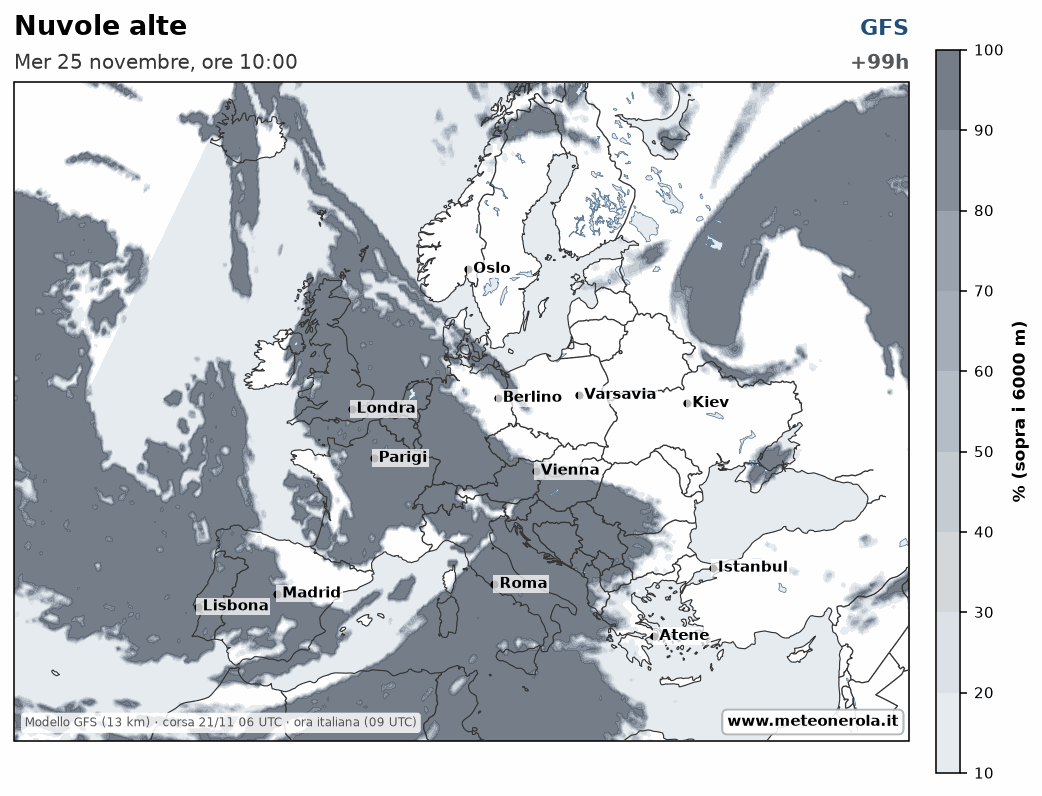 Nuvole alte
GFS
Mer 25 novembre, ore 10:00
+99h
100
90
80
70
60
50
40
30
20
10
% (sopra i 6000 m)
Oslo
Berlino
Varsavia
Kiev
Londra
Parigi
Vienna
Istanbul
Roma
Madrid
Lisbona
Atene
Modello GFS (13 km) · corsa 21/11 06 UTC · ora italiana (09 UTC)
www.meteonerola.it